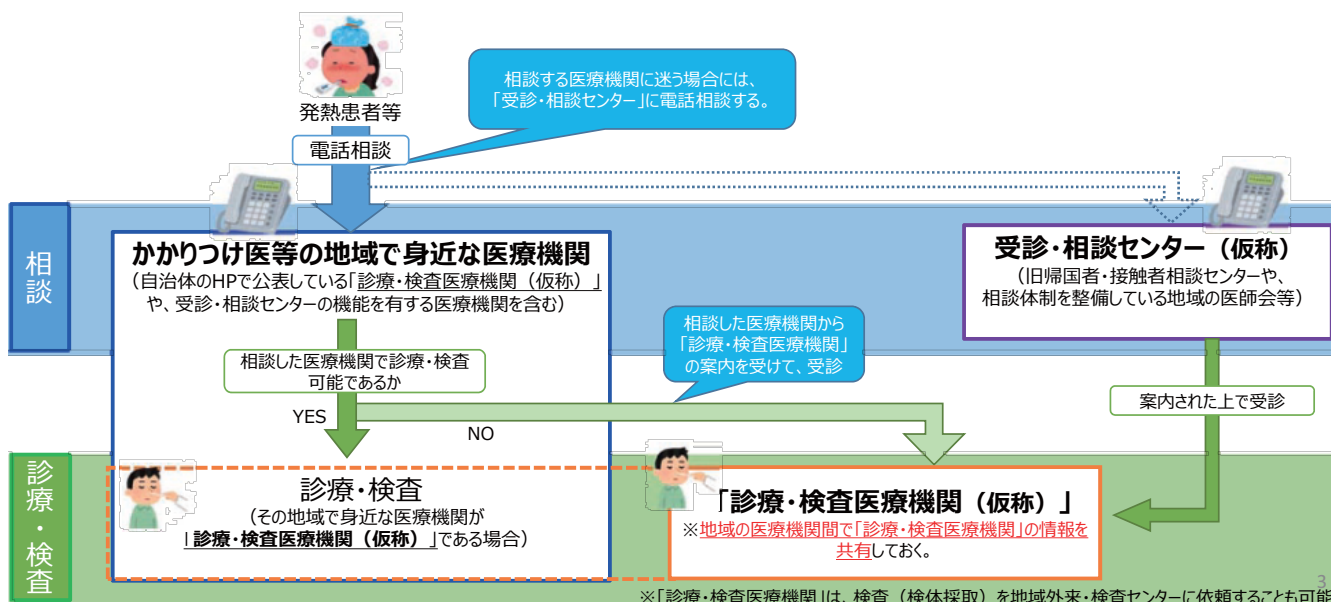 発熱患者等
相談する医療機関に迷う場合には、
「受診・相談センター」に電話相談する。
電話相談
相談
かかりつけ医等の地域で身近な医療機関
（自治体のHPで公表している「診療・検査医療機関（仮称）」
や、受診・相談センターの機能を有する医療機関を含む）
受診・相談センター（仮称）
（旧帰国者・接触者相談センターや、
相談体制を整備している地域の医師会等）
相談した医療機関から
「診療・検査医療機関」
の案内を受けて、受診
相談した医療機関で診療・検査
可能であるか
YES
NO
案内された上で受診
診療・検査
診療・検査
（その地域で身近な医療機関が
「診療・検査医療機関（仮称）」である場合）
「診療・検査医療機関（仮称）」
※地域の医療機関間で「診療・検査医療機関」の情報を
共有しておく。
3
※「診療・検査医療機関」は、検査（検体採取）を地域外来・検査センターに依頼することも可能